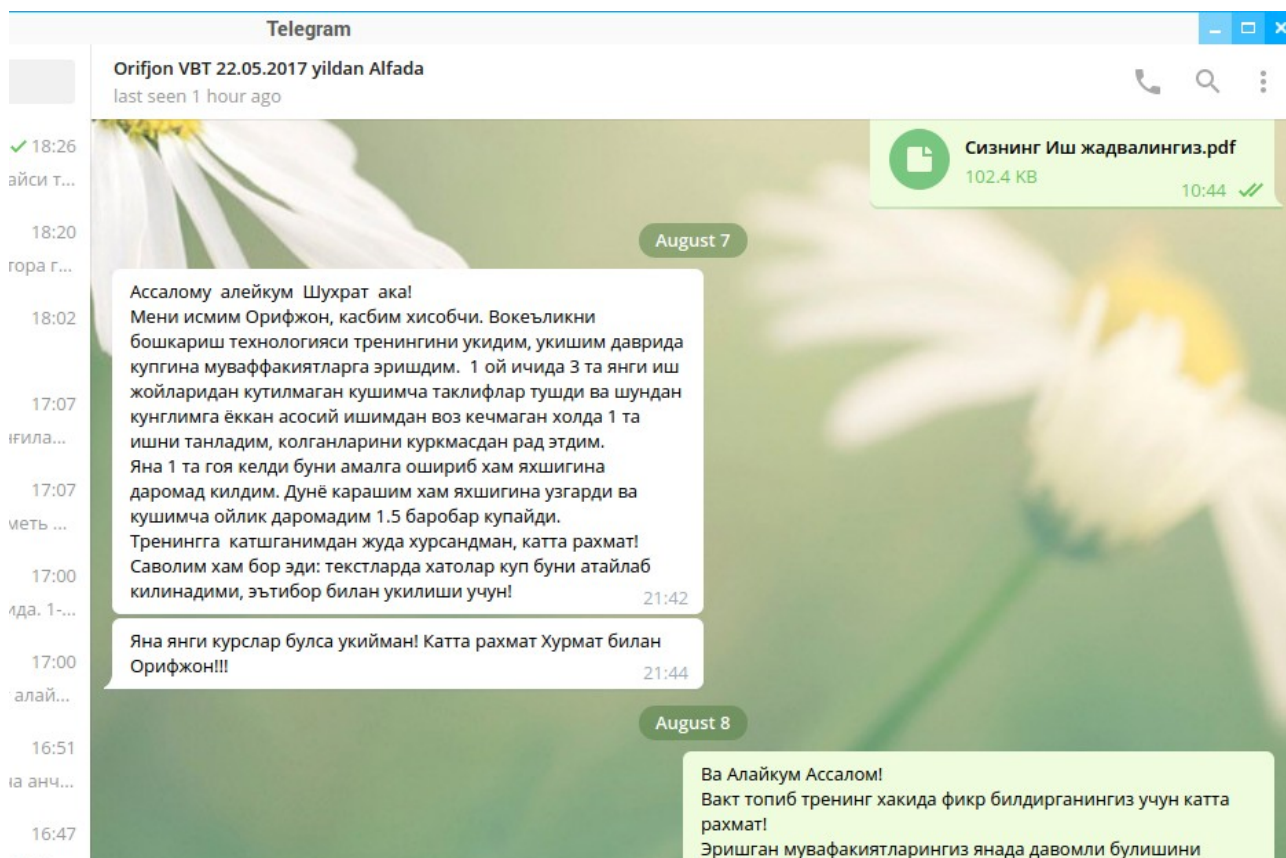 Telegram
Orifjon VBT 22.05.2017 yildan Alfada
last seen 1 hour ago
18:26
айси т...
18:20
тора г...
18:02
17:07
нғила...
17:07
меть ...
17:00
ида. 1-...
17:00
алай...
16:51
на анч...
16:47
Сизнинг Иш жадвалингиз.pdf
102.4 KB
10:44
August 7
Ассалому алейкум Шухрат ака!
Мени исмим Орифжон, касбим хисобчи. Вокеъликни
бошкариш технологияси тренингини укидим, укишим даврида
купгина муваффакиятларга эришдим. 1 ой ичида 3 та янги иш
жойларидан кутилмаган кушимча таклифлар тушди ва шундан
кунглимга ёккан асосий ишимдан воз кечмаган холда 1 та
ишни танладим, колганларини куркмасдан рад этдим.
Яна 1 та гоя келди буни амалга ошириб хам яхшигина
даромад килдим. Дунё карашим хам яхшигина узгарди ва
кушимча ойлик даромадим 1.5 баробар купайди.
Тренингга катшганимдан жуда хурсандман, катта рахмат!
Саволим хам бор эди: текстларда хатолар куп буни атайлаб
килинадими, эътибор билан укилиши учун!
21:42
Яна янги курслар булса укийман! Катта рахмат Хурмат билан
Орифжон!!!
21:44
August 8
Ва Алайкум Ассалом!
Вакт топиб тренинг хакида фикр билдирганингиз учун катта
рахмат!
Эришган мувафакиятларингиз янада давомли булишини